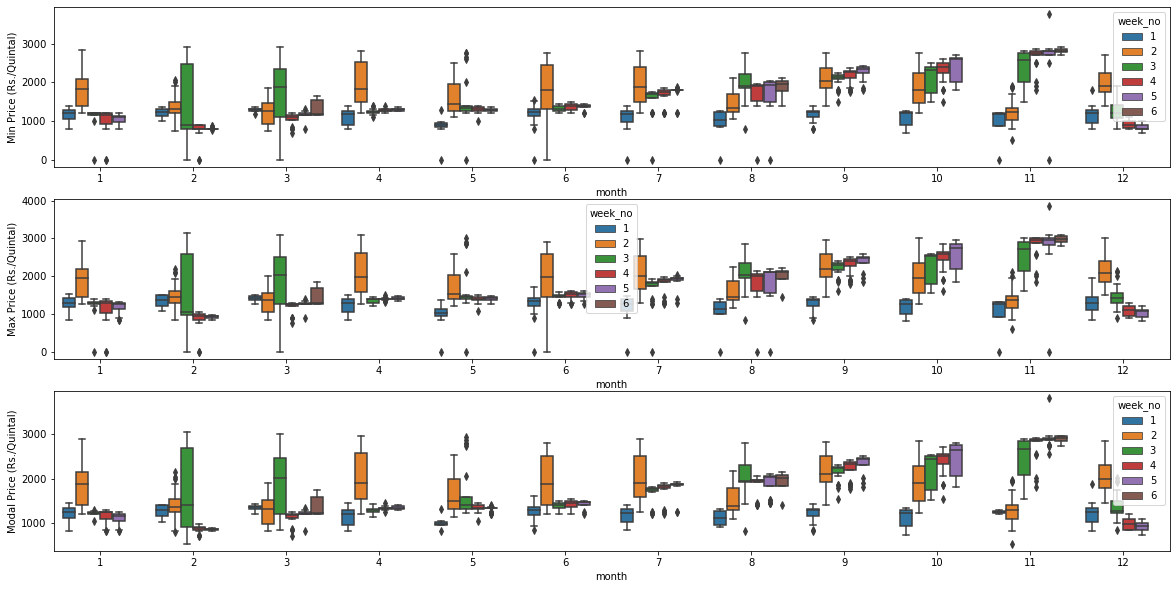 Min Price (Rs./Quintal)
3000
2000
1000
0
week_no
1
2
3
4
5
6
1 2 3 4 5 6 7 8 9 10 11 12
month
Max Price (Rs./Quintal)
4000
3000
2000
1000
0
week_no
1
2
3
4
5
6
1 2 3 4 5 6 7 8 9 10 11 12
month
Modal Price (Rs./Quintal)
3000
2000
1000
week_no
1
2
3
4
5
6
1 2 3 4 5 6 7 8 9 10 11 12
month